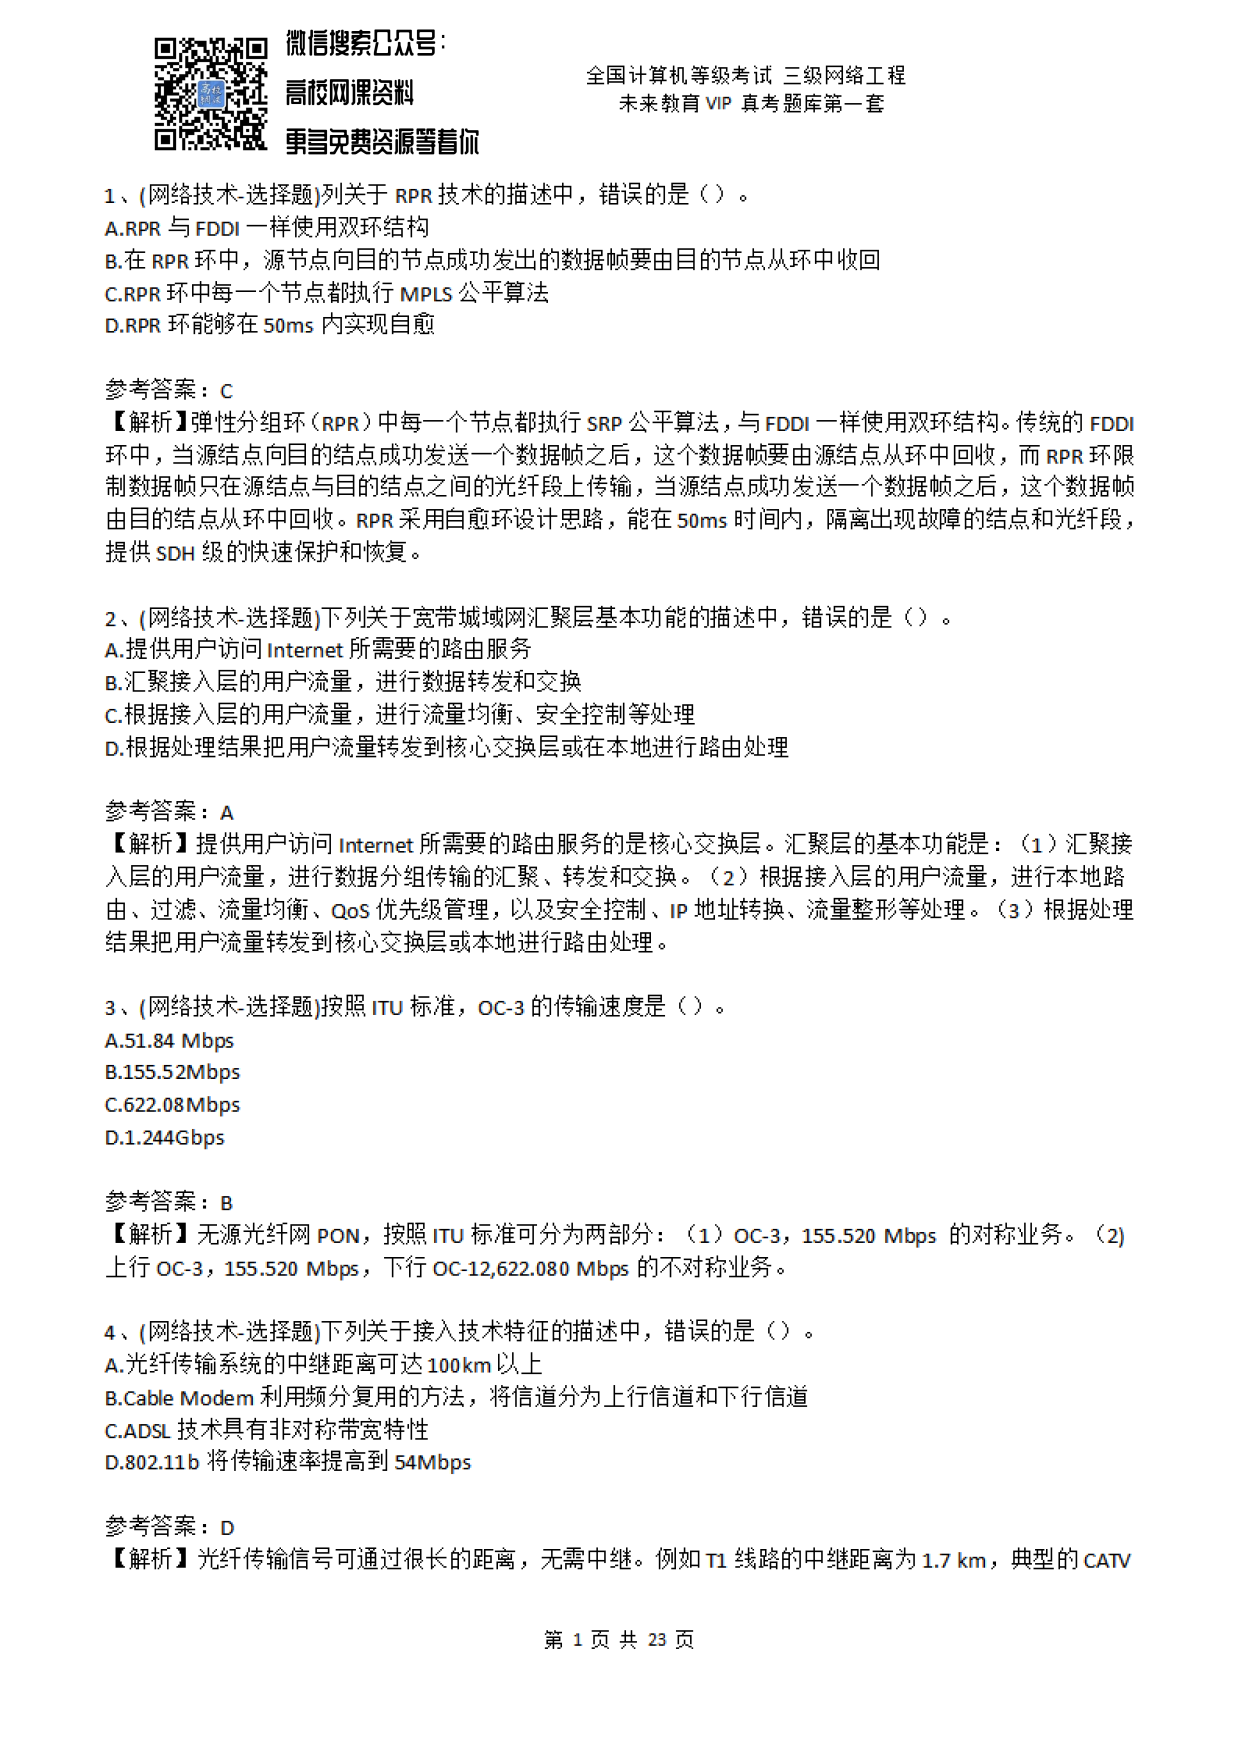 微信搜索公众号：
高校网课资料
更多免费资源等着你
高校
网课
全国计算机等级考试 三级网络工程
未来教育 VIP 真考题库第一套
1、(网络技术-选择题)列关于 RPR 技术的描述中，错误的是（）。
A.RPR 与 FDDI 一样使用双环结构
B.在 RPR 环中，源节点向目的节点成功发出的数据帧要由目的节点从环中收回
C.RPR 环中每一个节点都执行 MPLS 公平算法
D.RPR 环能够在 50ms 内实现自愈
参考答案：C
【解析】弹性分组环（RPR）中每一个节点都执行 SRP 公平算法，与 FDDI 一样使用双环结构。传统的 FDDI
环中，当源结点向目的结点成功发送一个数据帧之后，这个数据帧要由源结点从环中回收，而 RPR 环限
制数据帧只在源结点与目的结点之间的光纤段上传输，当源结点成功发送一个数据帧之后，这个数据帧
由目的结点从环中回收。RPR 采用自愈环设计思路，能在 50ms 时间内，隔离出现故障的结点和光纤段，
提供 SDH 级的快速保护和恢复。
2、(网络技术-选择题)下列关于宽带城域网汇聚层基本功能的描述中，错误的是（）。
A.提供用户访问 Internet 所需要的路由服务
B.汇聚接入层的用户流量，进行数据转发和交换
C.根据接入层的用户流量，进行流量均衡、安全控制等处理
D.根据处理结果把用户流量转发到核心交换层或在本地进行路由处理
参考答案：A
【解析】提供用户访问 Internet 所需要的路由服务的是核心交换层。汇聚层的基本功能是：（1）汇聚接
入层的用户流量，进行数据分组传输的汇聚、转发和交换。（2）根据接入层的用户流量，进行本地路
由、过滤、流量均衡、QoS 优先级管理，以及安全控制、IP 地址转换、流量整形等处理。（3）根据处理
结果把用户流量转发到核心交换层或本地进行路由处理。
3、(网络技术-选择题)按照 ITU 标准，OC-3 的传输速度是（）。
A.51.84 Mbps
B.155.52Mbps
C.622.08Mbps
D.1.244Gbps
参考答案：B
【解析】无源光纤网 PON，按照 ITU 标准可分为两部分：（1）OC-3，155.520 Mbps 的对称业务。（2)
上行 OC-3，155.520 Mbps，下行 OC-12,622.080 Mbps 的不对称业务。
4、(网络技术-选择题)下列关于接入技术特征的描述中，错误的是（）。
A.光纤传输系统的中继距离可达 100km 以上
B.Cable Modem 利用频分复用的方法，将信道分为上行信道和下行信道
C.ADSL 技术具有非对称带宽特性
D.802.11b 将传输速率提高到 54Mbps
参考答案：D
【解析】光纤传输信号可通过很长的距离，无需中继。例如 T1 线路的中继距离为 1.7 km，典型的 CATV
第 1 页 共 23 页